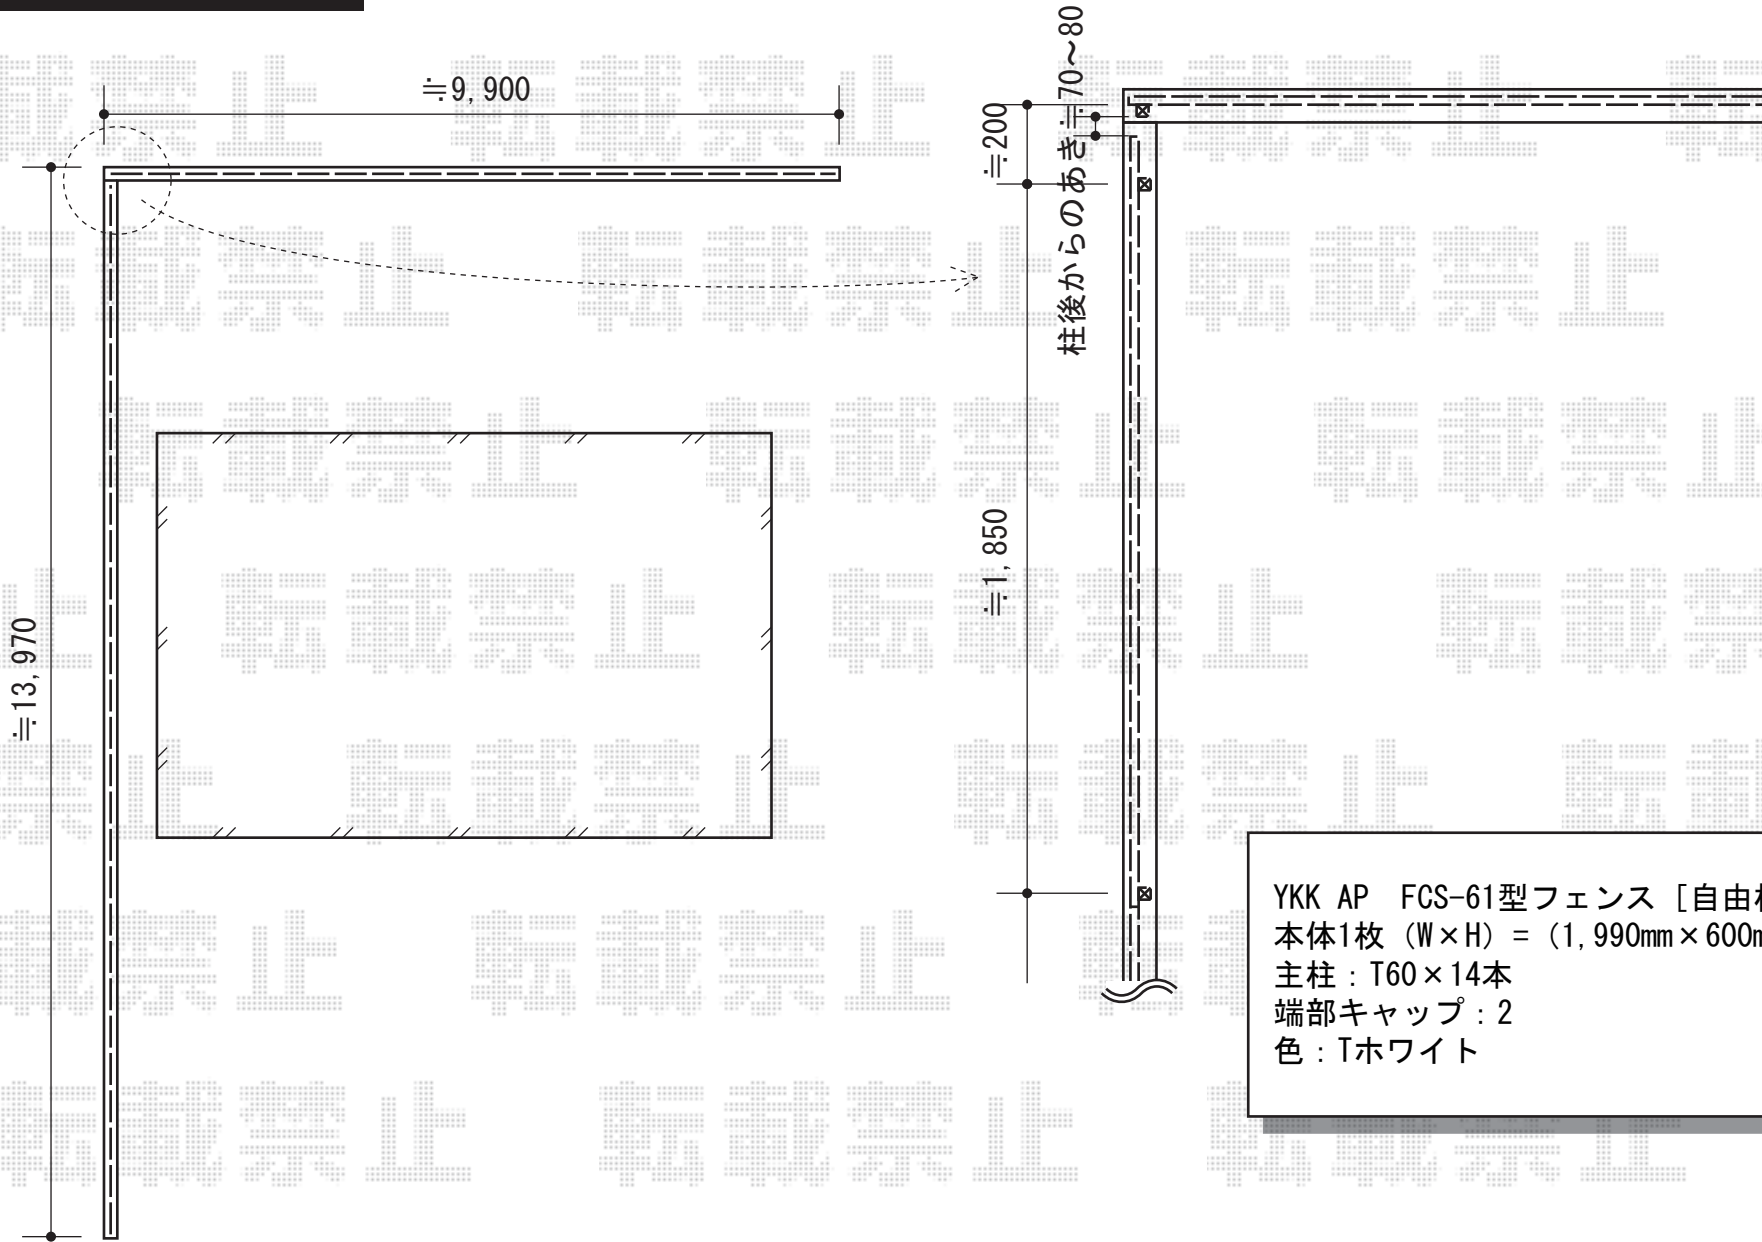 ≒9,900
≒13,970
≒200
柱後からのあき≒70~80
≒1,850
YKK AP　FCS-61型フェンス [自由
本体1枚 (W×H) = (1,990mm×600m
主柱:T60×14本
端部キャップ:2
色:Tホワイト
転載禁止